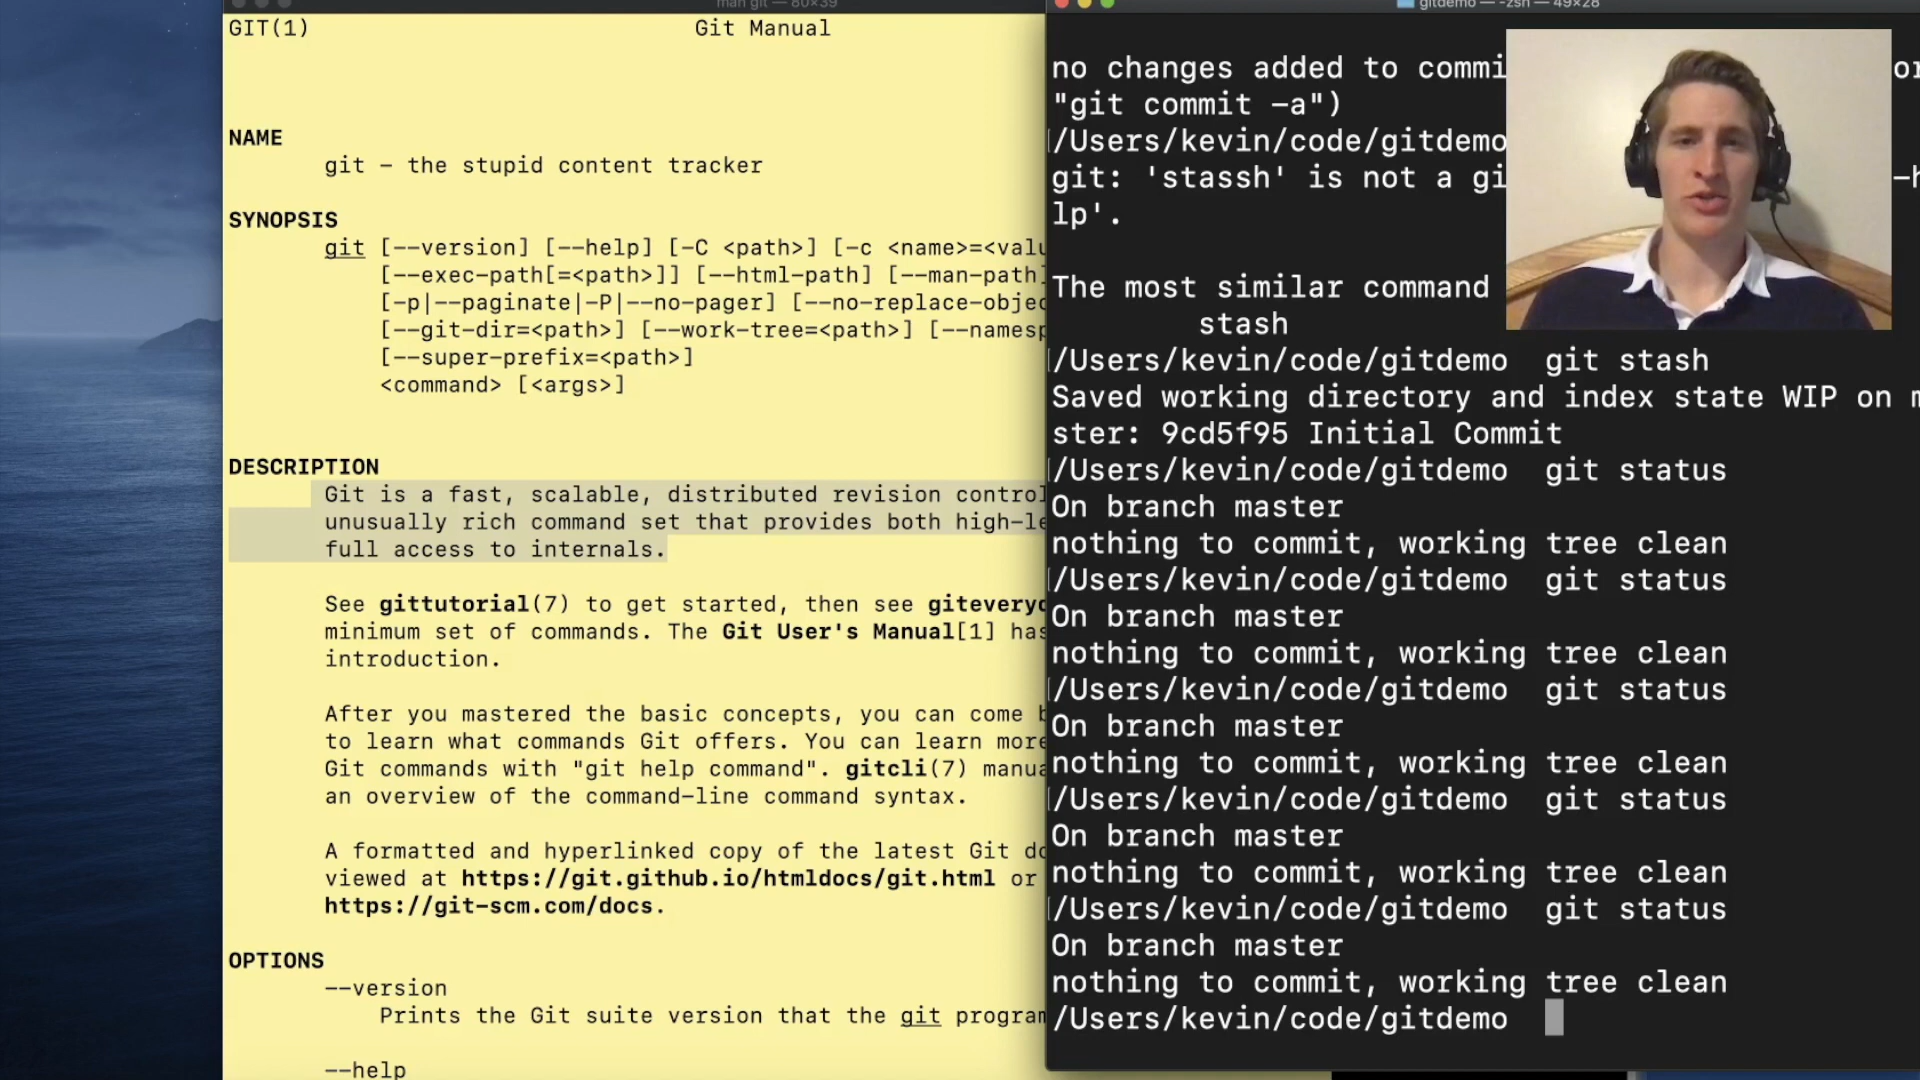 man git — 80×39
GIT(1) Git Manual
NAME
git – the stupid content tracker
SYNOPSIS
git [--version] [--help] [-C <path>] [-c <name>=<valu
[--exec-path[=<path>]] [--html-path] [--man-path]
[-p|--paginate|-P|--no-pager] [--no-replace-objec
[--git-dir=<path>] [--work-tree=<path>] [--namesp
[--super-prefix=<path>]
<command> [<args>]
DESCRIPTION
Git is a fast, scalable, distributed revision control
unusually rich command set that provides both high-le
full access to internals.
See gittutorial(7) to get started, then see giteveryd
minimum set of commands. The Git User's Manual[1] has
introduction.
After you mastered the basic concepts, you can come b
to learn what commands Git offers. You can learn more
Git commands with "git help command". gitcli(7) manua
an overview of the command-line command syntax.
A formatted and hyperlinked copy of the latest Git do
viewed at https://git.github.io/htmldocs/git.html or
https://git-scm.com/docs.
OPTIONS
--version
Prints the Git suite version that the git program
--help
gitdemo — -zsh — 49×28
no changes added to commi or
"git commit -a")
/Users/kevin/code/gitdemo
git: 'stassh' is not a gi -h
lp'.
The most similar command
stash
/Users/kevin/code/gitdemo git stash
Saved working directory and index state WIP on m
ster: 9cd5f95 Initial Commit
/Users/kevin/code/gitdemo git status
On branch master
nothing to commit, working tree clean
/Users/kevin/code/gitdemo git status
On branch master
nothing to commit, working tree clean
/Users/kevin/code/gitdemo git status
On branch master
nothing to commit, working tree clean
/Users/kevin/code/gitdemo git status
On branch master
nothing to commit, working tree clean
/Users/kevin/code/gitdemo git status
On branch master
nothing to commit, working tree clean
/Users/kevin/code/gitdemo